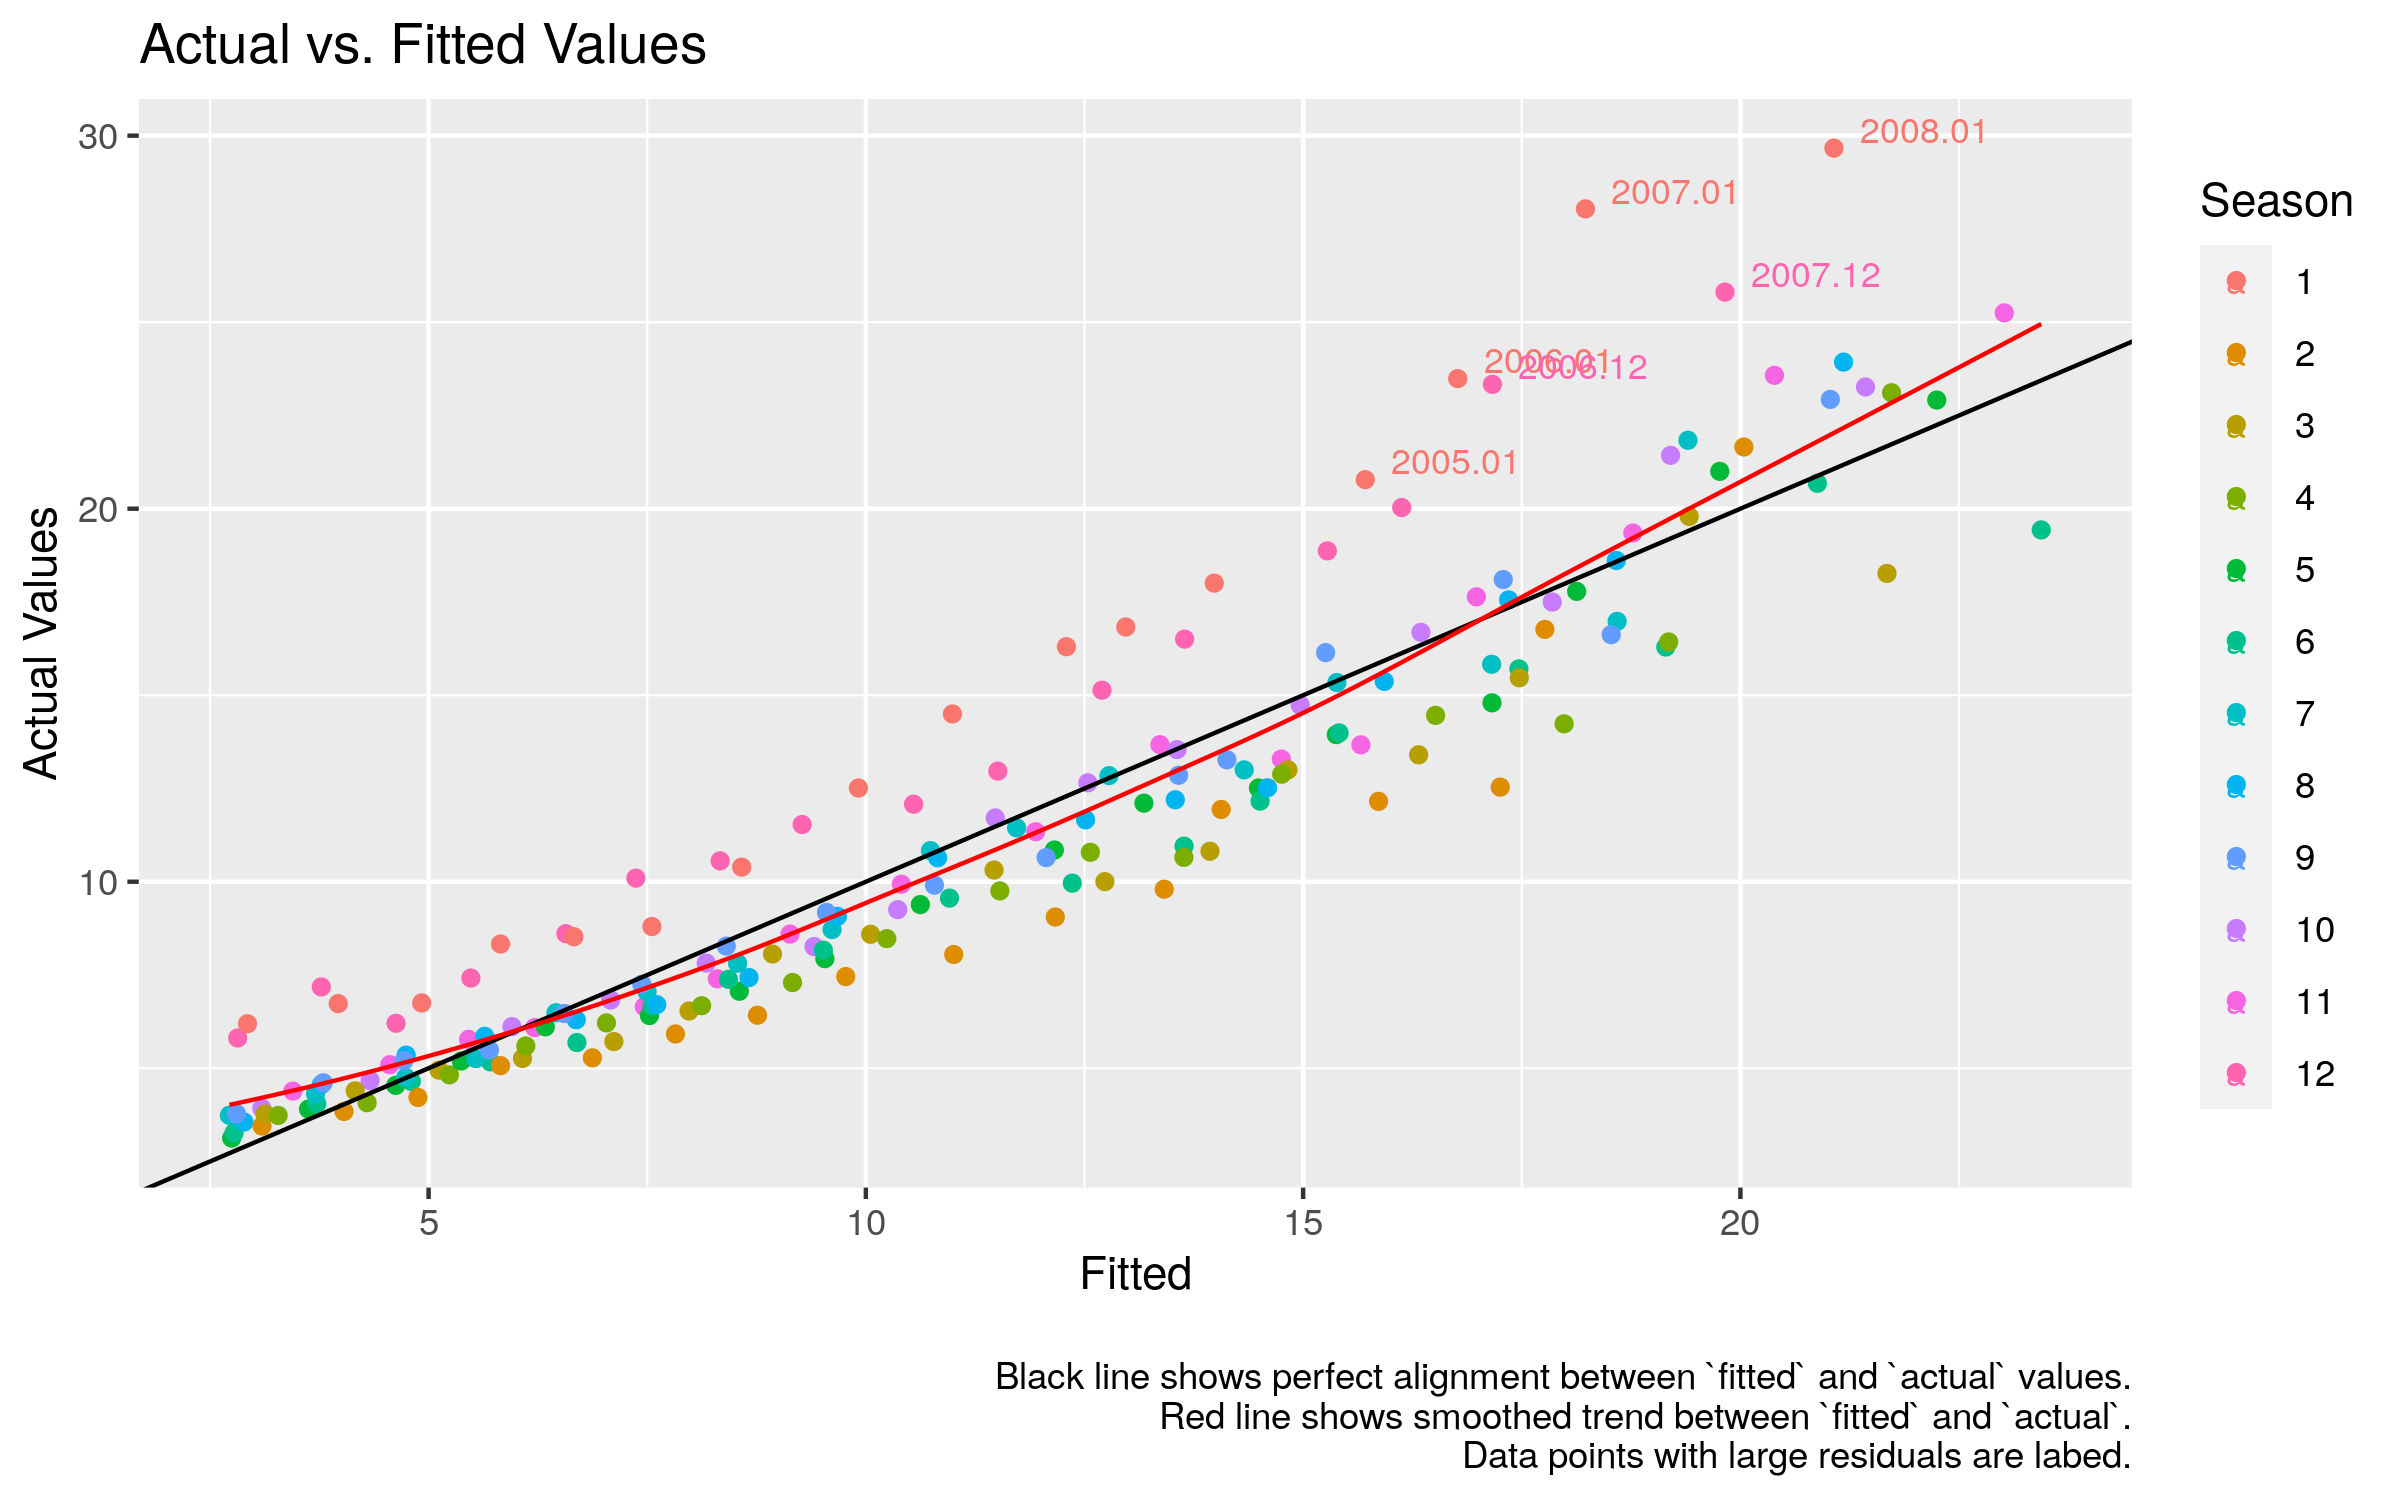 Actual vs. Fitted Values
30
20
10
Actual Values
2008.01
2007.01
2007.12
2006.01
2006.12
2005.01
5
10
15
20
Fitted
Season
a 1
a 2
a 3
a 4
a 5
a 6
a 7
a 8
a 9
a 10
a 11
a 12
Black line shows perfect alignment between `fitted` and `actual` values.
Red line shows smoothed trend between `fitted` and `actual`.
Data points with large residuals are labed.